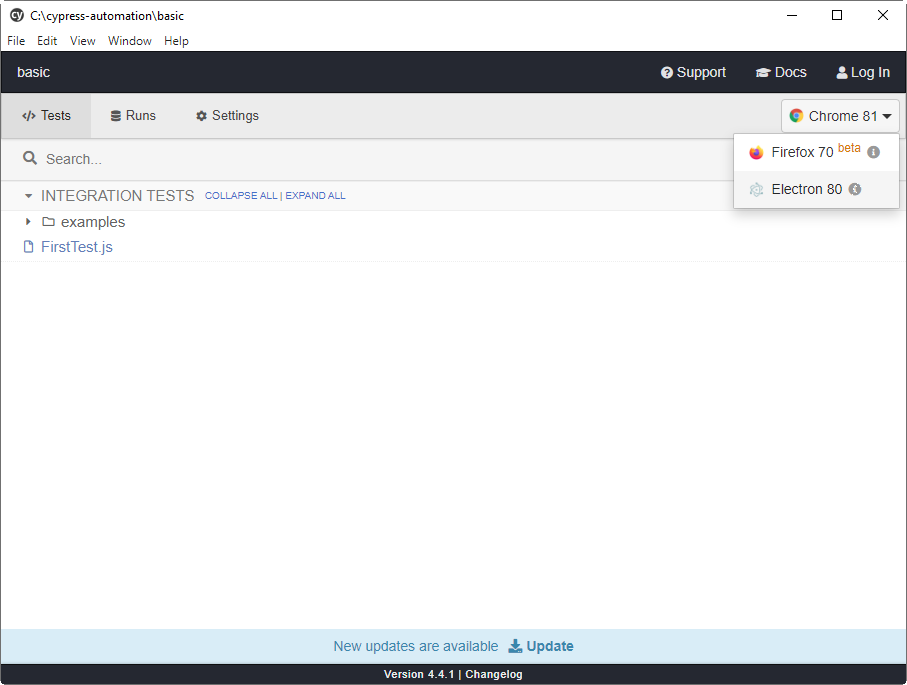 cy C:\cypress-automation\basic
File Edit View Window Help
basic Support Docs Log In
Tests Runs Settings Chrome 81
Search... Firefox 70 beta
INTEGRATION TESTS COLLAPSE ALL | EXPAND ALL Electron 80
examples
FirstTest.js
New updates are available Update
Version 4.4.1 | Changelog